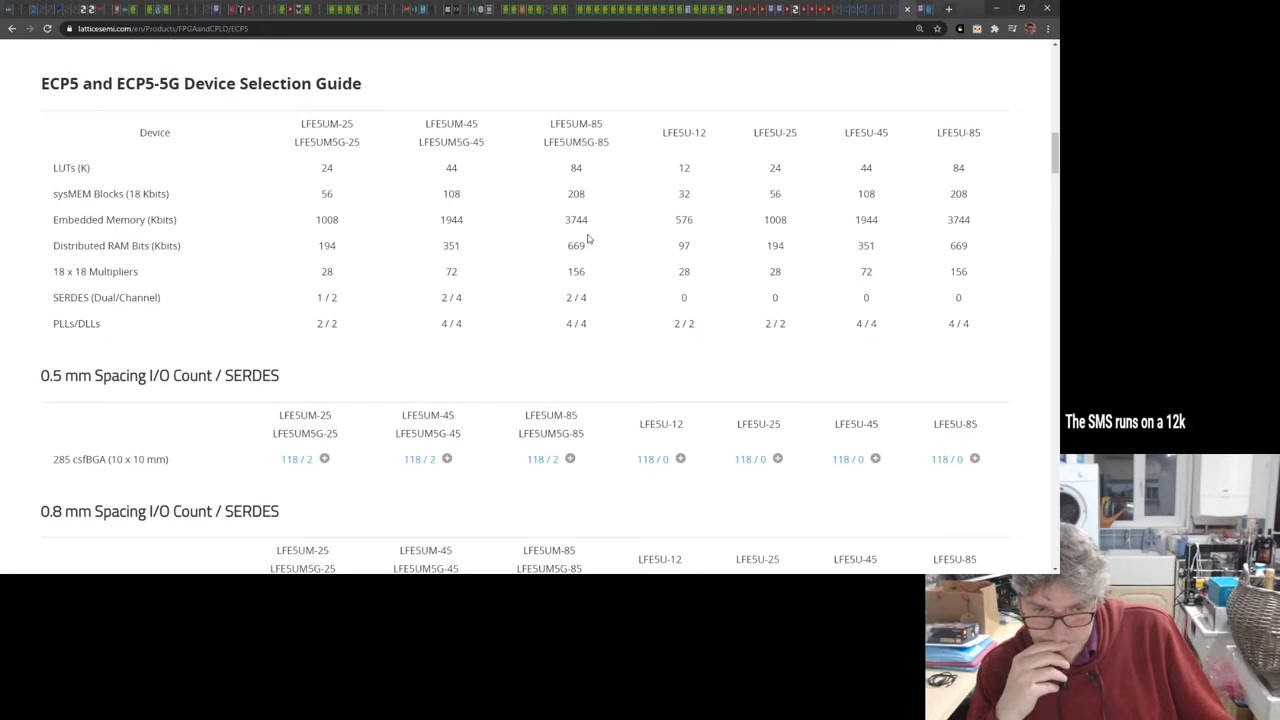 latticesemi.com/en/Products/FPGAandCPLD/ECP5
ECP5 and ECP5-5G Device Selection Guide
Device LFE5UM-25 LFE5UM5G-25 LFE5UM-45 LFE5UM5G-45 LFE5UM-85 LFE5UM5G-85 LFE5U-12 LFE5U-25 LFE5U-45 LFE5U-85
LUTs (K) 24 44 84 12 24 44 84
sysMEM Blocks (18 Kbits) 56 108 208 32 56 108 208
Embedded Memory (Kbits) 1008 1944 3744 576 1008 1944 3744
Distributed RAM Bits (Kbits) 194 351 669 97 194 351 669
18 x 18 Multipliers 28 72 156 28 28 72 156
SERDES (Dual/Channel) 1 / 2 2 / 4 2 / 4 0 0 0 0
PLLs/DLLs 2 / 2 4 / 4 4 / 4 2 / 2 2 / 2 4 / 4 4 / 4
0.5 mm Spacing I/O Count / SERDES
LFE5UM-25 LFE5UM5G-25 LFE5UM-45 LFE5UM5G-45 LFE5UM-85 LFE5UM5G-85 LFE5U-12 LFE5U-25 LFE5U-45 LFE5U-85
The SMS runs on a 12k
285 csfBGA (10 x 10 mm) 118 / 2 118 / 2 118 / 2 118 / 0 118 / 0 118 / 0 118 / 0
0.8 mm Spacing I/O Count / SERDES
LFE5UM-25 LFE5UM5G-25 LFE5UM-45 LFE5UM5G-45 LFE5UM-85 LFE5UM5G-85 LFE5U-12 LFE5U-25 LFE5U-45 LFE5U-85